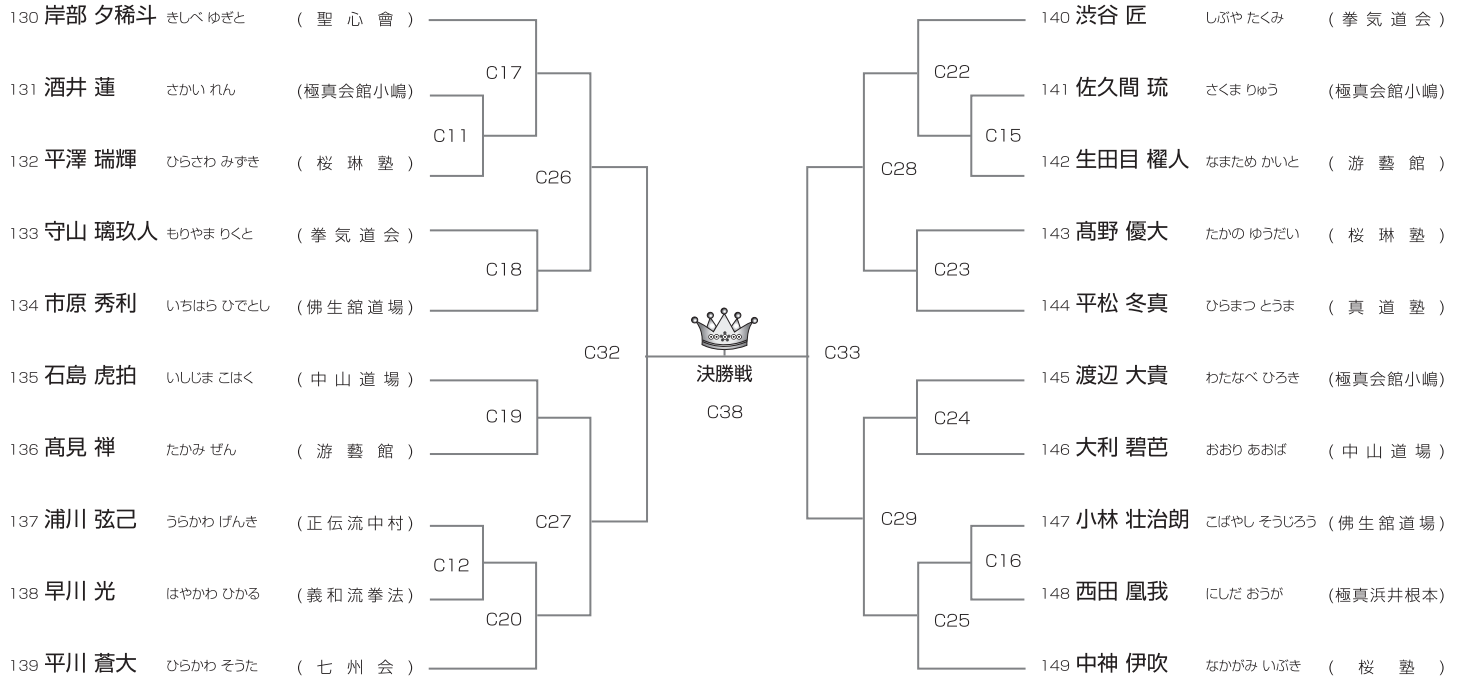 130 岸部 夕稀斗 きしべ ゆぎと (聖心會)
C17
131 酒井 蓮 さかい れん (極真会館小嶋)
C11
132 平澤 瑞輝 ひらさわ みずき (桜琳塾)
C26
133 守山 璃玖人 もりやま りくと (拳気道会)
C18
134 市原 秀利 いちはら ひでとし (佛生舘道場)
C32
135 石島 虎拍 いしじま こはく (中山道場)
C19
136 髙見 禅 たかみ ぜん (游藝館)
137 浦川 弦己 うらかわ げんき (正伝流中村)
C27
C12
138 早川 光 はやかわ ひかる (義和流拳法)
C20
139 平川 蒼大 ひらかわ そうた (七州会)
決勝戦
C38
140 渋谷 匠 しぶや たくみ (拳気道会)
C22
141 佐久間 琉 さくま りゅう (極真会館小嶋)
C15
142 生田目 櫂人 なまため かいと (游藝館)
C28
143 髙野 優大 たかの ゆうだい (桜琳塾)
C23
144 平松 冬真 ひらまつ とうま (真道塾)
C33
145 渡辺 大貴 わたなべ ひろき (極真会館小嶋)
C24
146 大利 碧芭 おおり あおば (中山道場)
147 小林 壮治朗 こばやし そうじろう (佛生舘道場)
C29
C16
148 西田 凰我 にしだ おうが (極真浜井根本)
C25
149 中神 伊吹 なかがみ いぶき (桜塾)